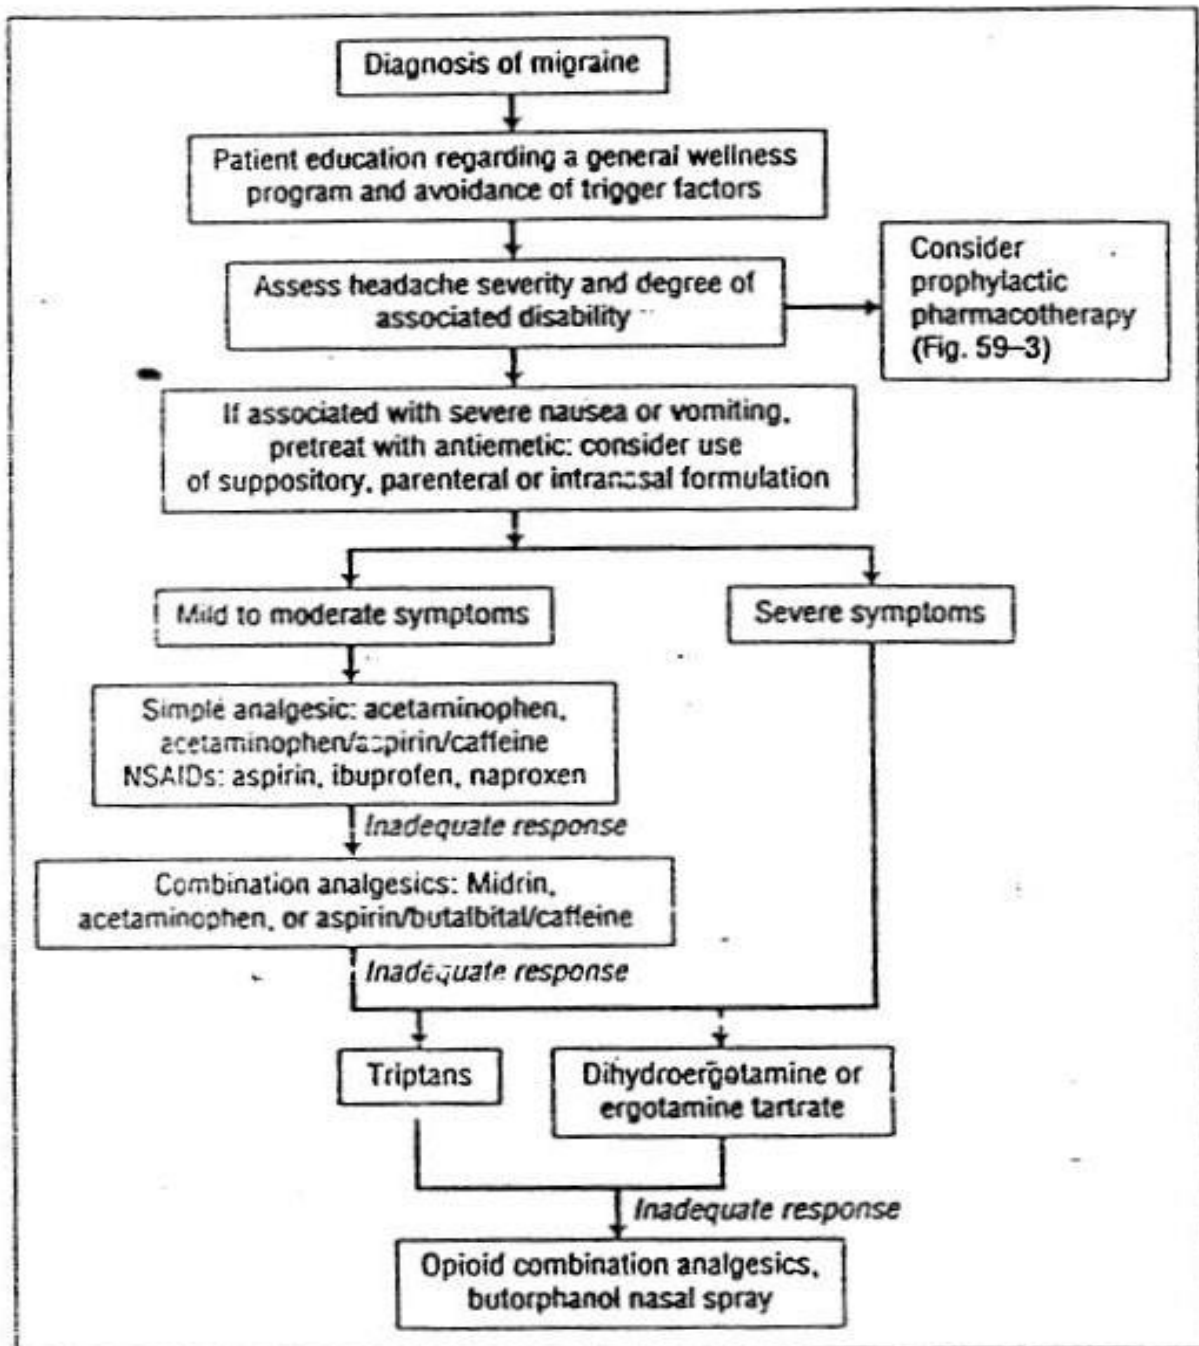 Diagnosis of migraine
Patient education regarding a general wellness
program and avoidance of trigger factors
Assess headache severity and degree of
associated disability
Consider
prophylactic
pharmacotherapy
(Fig. 59–3)
If associated with severe nausea or vomiting,
pretreat with antiemetic: consider use
of suppository, parenteral or intranasal formulation
Mild to moderate symptoms
Severe symptoms
Simple analgesic: acetaminophen,
acetaminophen/aspirin/caffeine
NSAIDs: aspirin, ibuprofen, naproxen
Inadequate response
Combination analgesics: Midrin,
acetaminophen, or aspirin/butalbital/caffeine
Inadequate response
Triptans
Dihydroergotamine or
ergotamine tartrate
Inadequate response
Opioid combination analgesics,
butorphanol nasal spray